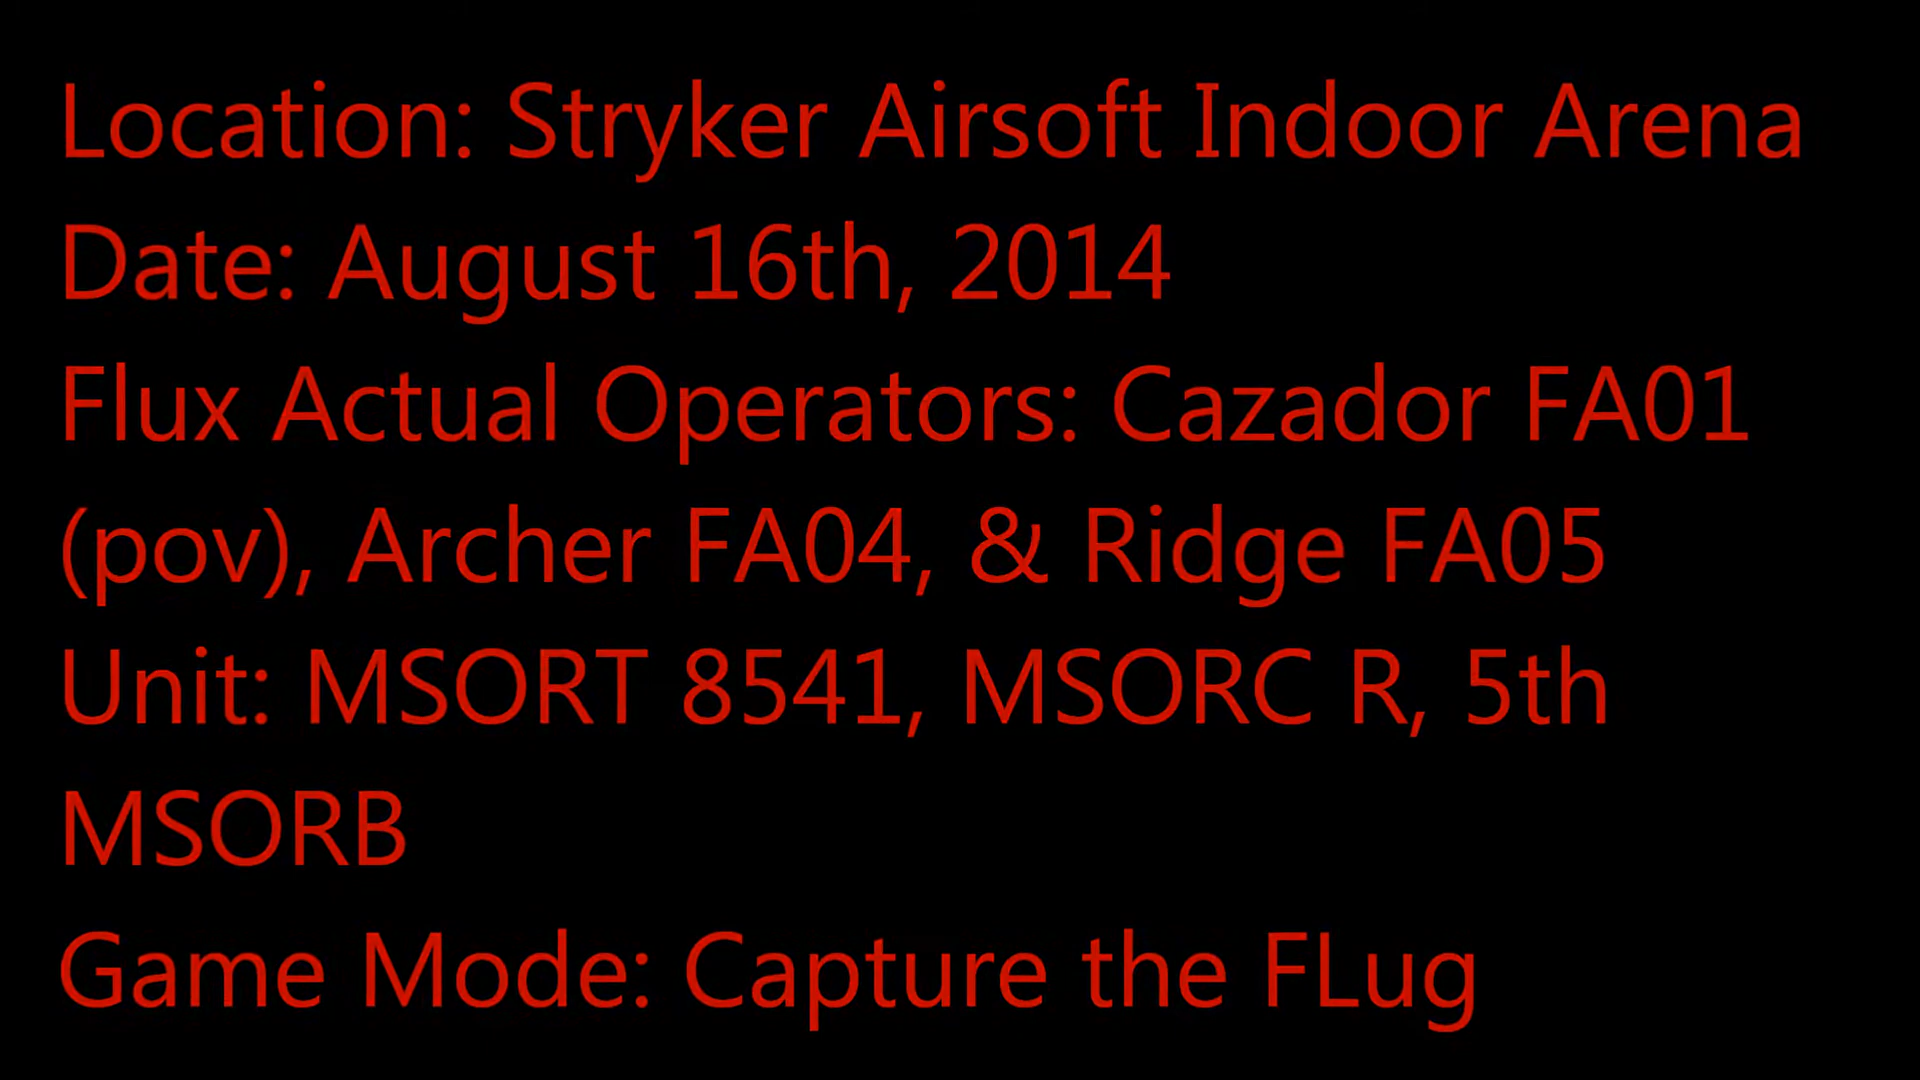 Location: Stryker Airsoft Indoor Arena
Date: August 16th, 2014
Flux Actual Operators: Cazador FA01
(pov), Archer FA04, & Ridge FA05
Unit: MSORT 8541, MSORC R, 5th
MSORB
Game Mode: Capture the FLug